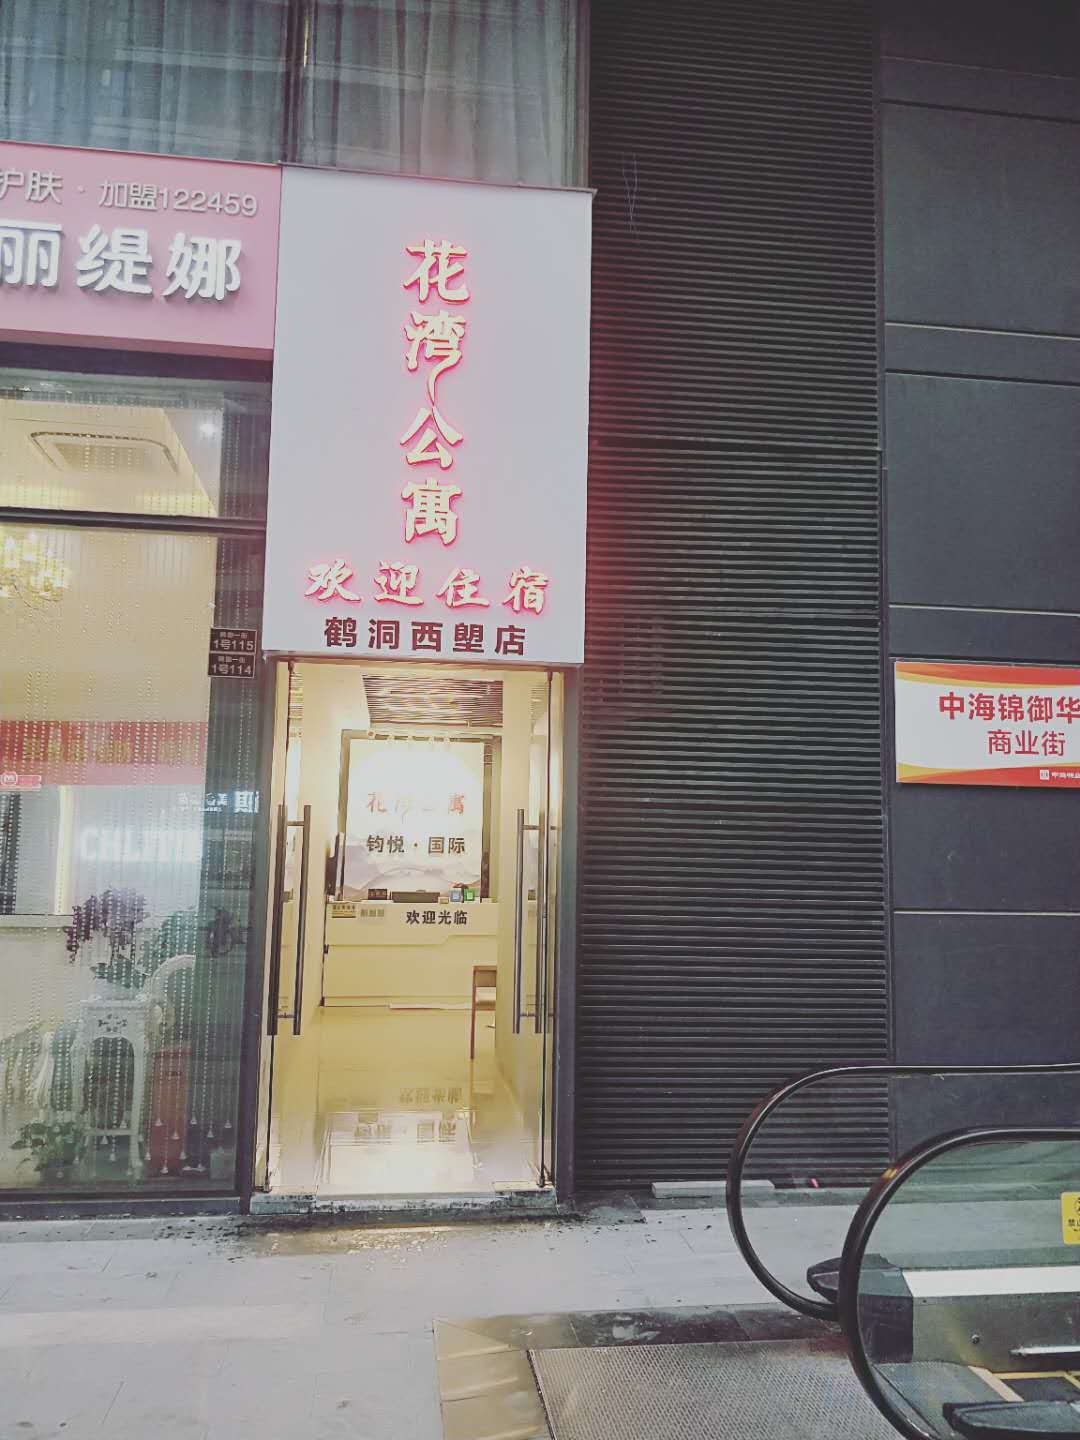 护肤·加盟122459
丽缇娜
花湾公寓
欢迎住宿
鹤洞西塱店
1号115
1号114
花湾公寓
钧悦·国际
欢迎光临
中海锦御华
商业街